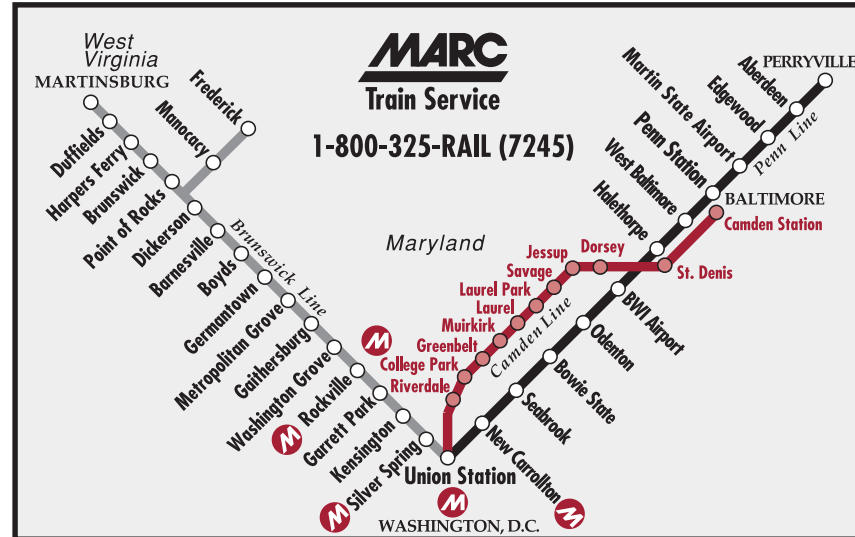 West
Virginia
MARTINSBURG
MARC
Train Service
1-800-325-RAIL (7245)
PERRYVILLE
Frederick
Manocacy
Duffields
Harpers Ferry
Brunswick
Point of Rocks
Dickerson
Barnesville
Boyds
Germantown
Metropolitan Grove
Gaithersburg
Washington Grove
Rockville
Garrett Park
Kensington
Silver Spring
Brunswick Line
Maryland
Aberdeen
Edgewood
Martin State Airport
Penn Station
West Baltimore
Halethorpe
Penn Line
BALTIMORE
Camden Station
St. Denis
Dorsey
Jessup
Savage
Laurel Park
Laurel
Muirkirk
Greenbelt
College Park
Riverdale
Camden Line
BWI Airport
Odenton
Bowie State
Seabrook
New Carrollton
Union Station
WASHINGTON, D.C.
M
M
M
M
M